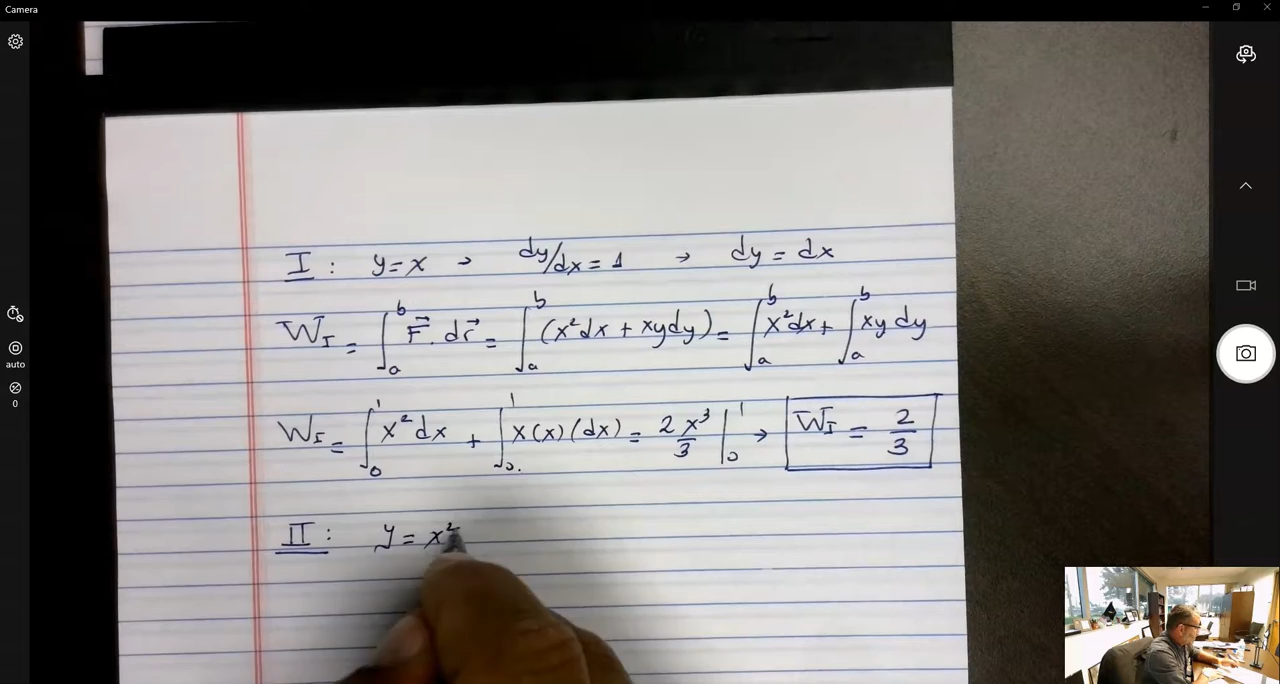 Camera
auto
0
I : y = x → dy/dx = 1 → dy = dx
W_I = ∫_a^b F⃗ . dr⃗ = ∫_a^b (x²dx + xydy) = ∫_a^b x²dx + ∫_a^b xy dy
W_I = ∫_0^1 x²dx + ∫_0^1 x(x)(dx) = 2x³/3 |_0^1 → W_I = 2/3
II : y = x²